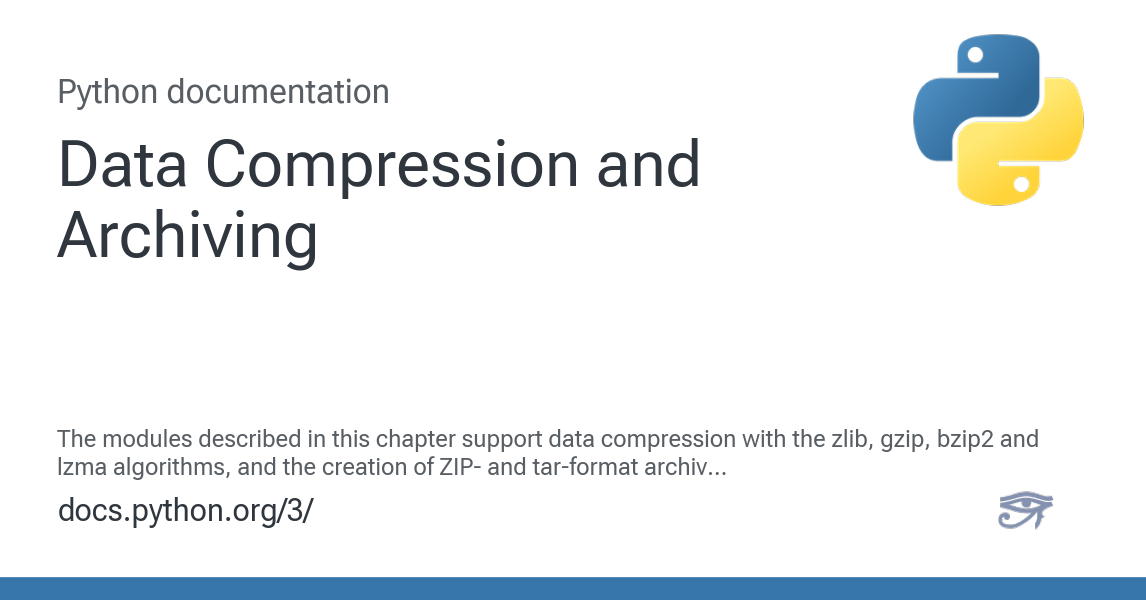 Python documentation
Data Compression and
Archiving
The modules described in this chapter support data compression with the zlib, gzip, bzip2 and
lzma algorithms, and the creation of ZIP- and tar-format archiv...
docs.python.org/3/